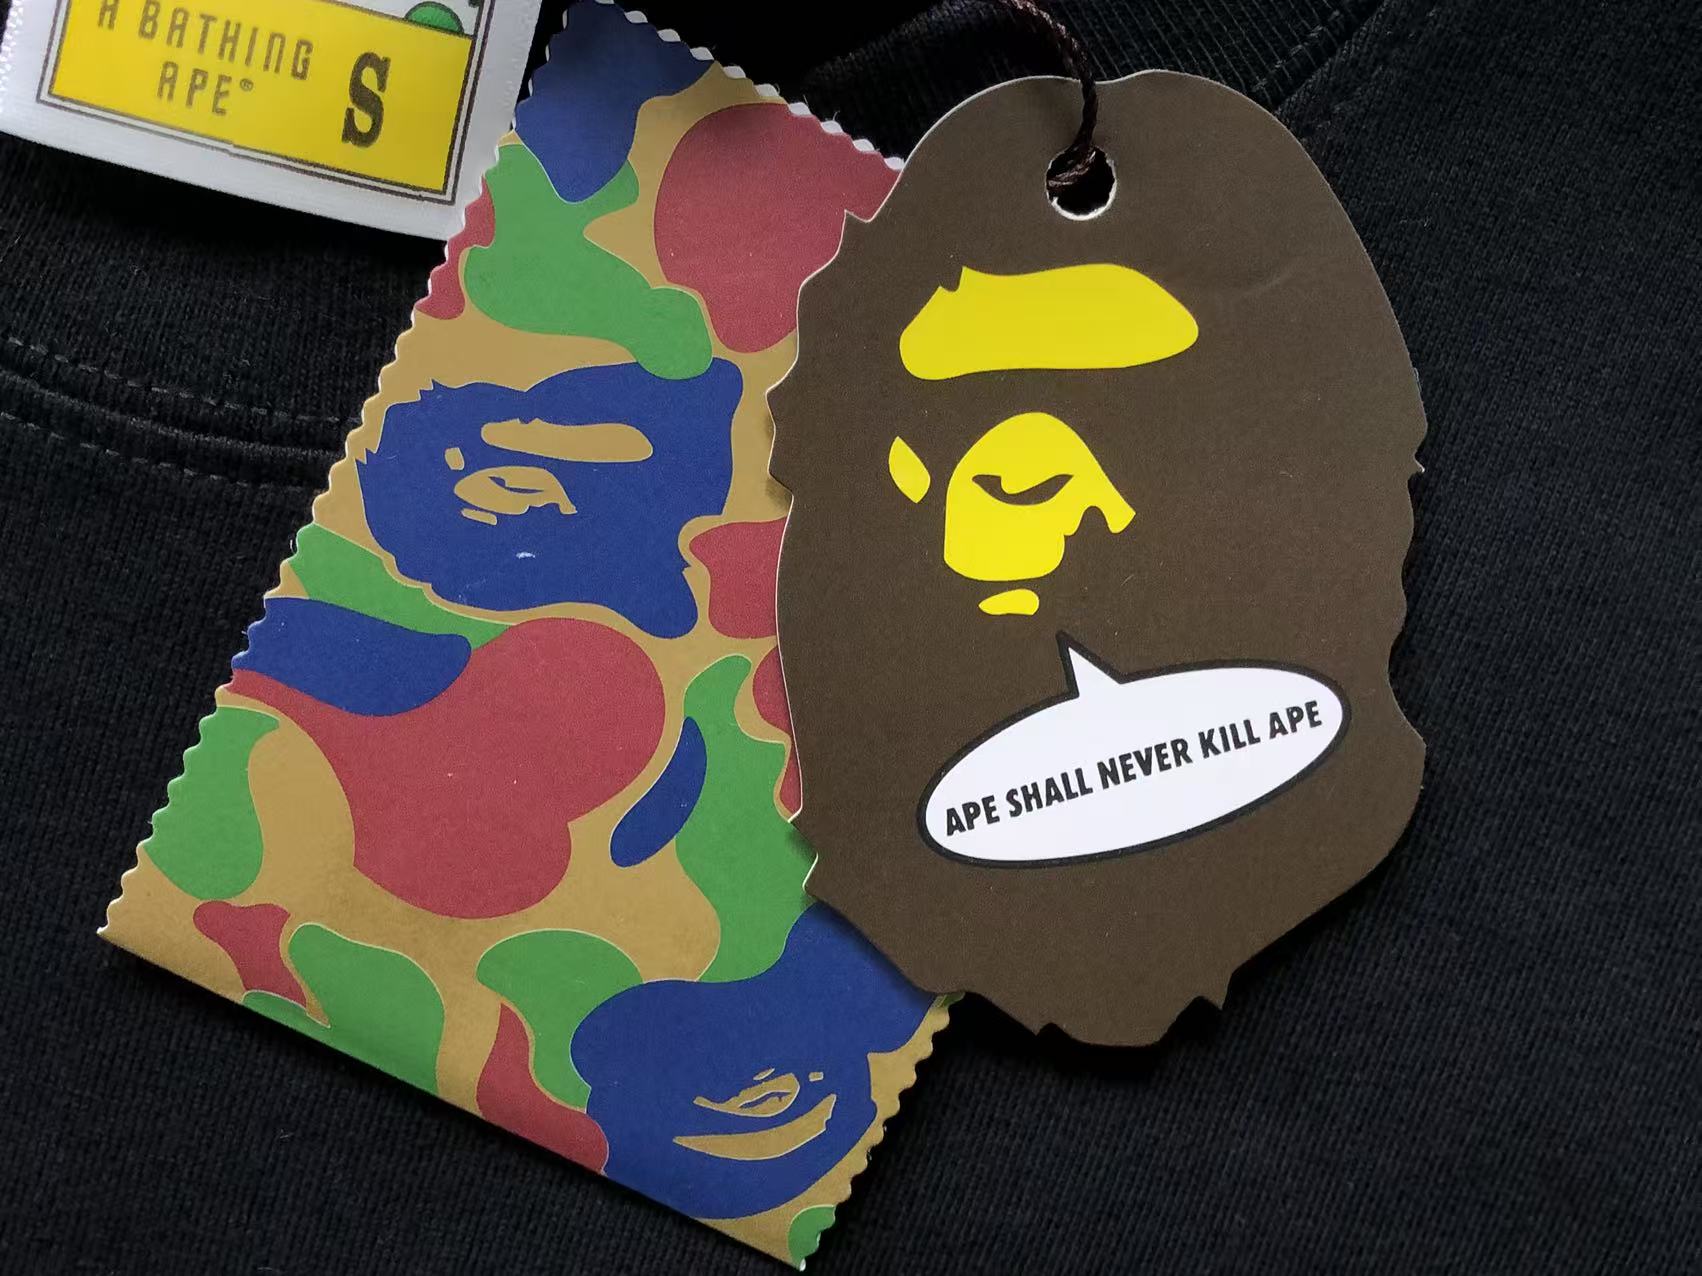 A BATHING
APE® S
APE SHALL NEVER KILL APE